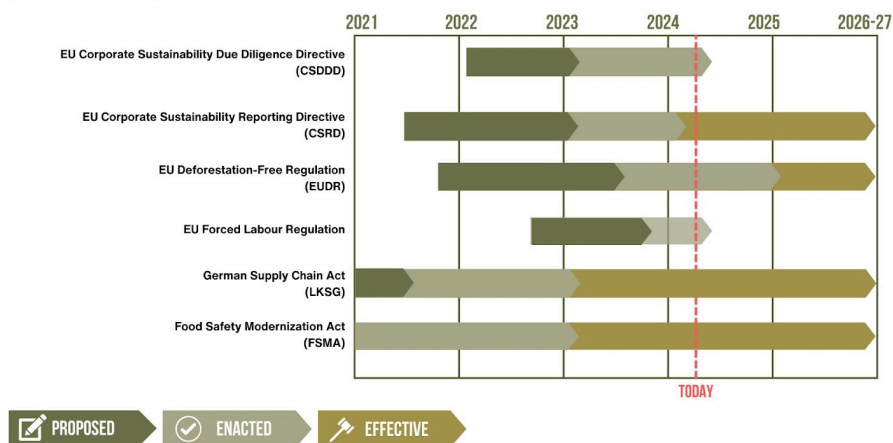 2021 2022 2023 2024 2025 2026-27
EU Corporate Sustainability Due Diligence Directive
(CSDDD)
EU Corporate Sustainability Reporting Directive
(CSRD)
EU Deforestation-Free Regulation
(EUDR)
EU Forced Labour Regulation
German Supply Chain Act
(LKSG)
Food Safety Modernization Act
(FSMA)
TODAY
PROPOSED ENACTED EFFECTIVE